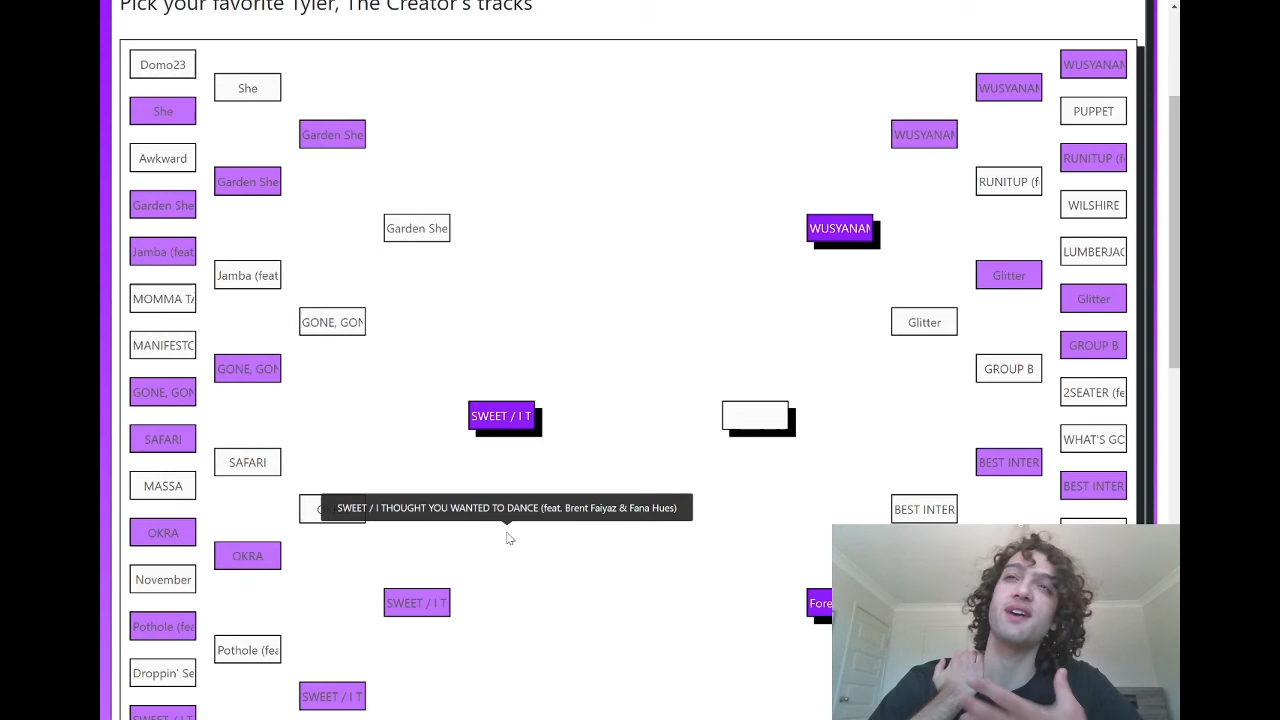 Pick your favorite Tyler, The Creator's tracks
Domo23
She
Awkward
Garden She
Jamba (feat
MOMMA TA
MANIFESTO
GONE, GON
SAFARI
MASSA
OKRA
November
Pothole (fea
Droppin' Se
SWEET / I T
She
Garden She
Jamba (feat
GONE, GON
SAFARI
OKRA
Pothole (fea
Garden She
GONE, GON
SWEET / I T
Garden She
SWEET / I T
SWEET / I T
SWEET / I THOUGHT YOU WANTED TO DANCE (feat. Brent Faiyaz & Fana Hues)
WUSYANAM
Fore
WUSYANAM
Glitter
BEST INTER
WUSYANAM
RUNITUP (f
Glitter
GROUP B
BEST INTER
WUSYANAM
PUPPET
RUNITUP (f
WILSHIRE
LUMBERJAC
Glitter
GROUP B
2SEATER (fe
WHAT'S GO
BEST INTER